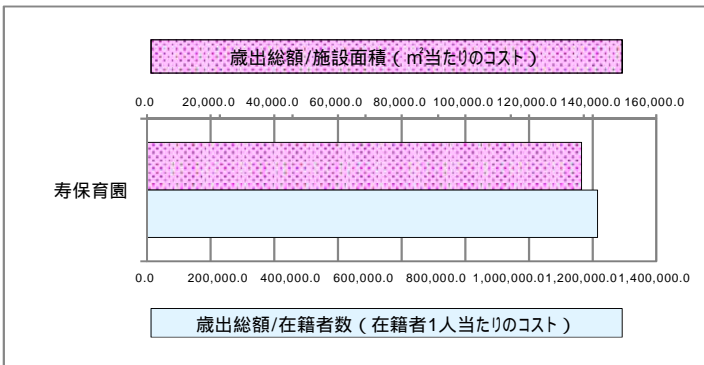 歳出総額/施設面積(㎡当たりのコスト)
0.0 20,000.0 40,000.0 60,000.0 80,000.0 100,000.0 120,000.0 140,000.0 160,000.0
寿保育園
0.0 200,000.0 400,000.0 600,000.0 800,000.0 1,000,000.0 1,200,000.0 1,400,000.0
歳出総額/在籍者数(在籍者1人当たりのコスト)